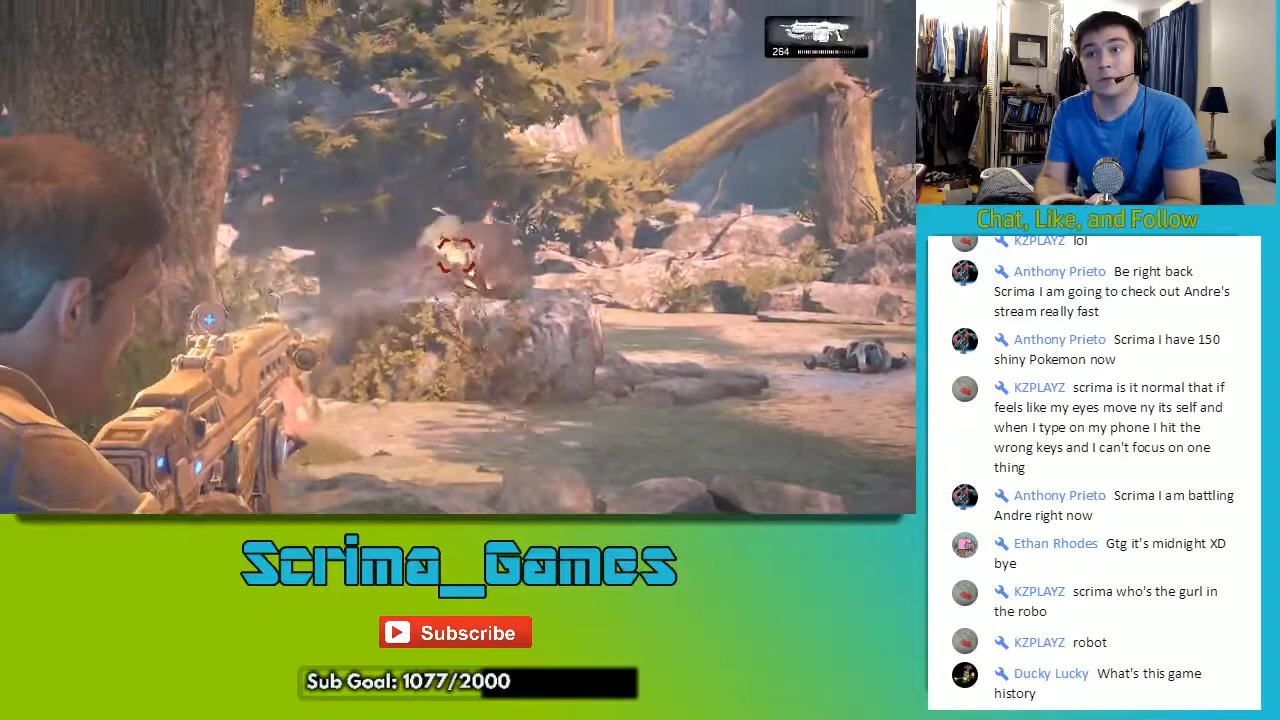 264
Chat, Like, and Follow
KZPLAYZ lol
Anthony Prieto Be right back
Scrima I am going to check out Andre's
stream really fast
Anthony Prieto Scrima I have 150
shiny Pokemon now
KZPLAYZ scrima is it normal that if
feels like my eyes move ny its self and
when I type on my phone I hit the
wrong keys and I can't focus on one
thing
Anthony Prieto Scrima I am battling
Andre right now
Ethan Rhodes Gtg it's midnight XD
bye
KZPLAYZ scrima who's the gurl in
the robo
KZPLAYZ robot
Ducky Lucky What's this game
history
Scrima_Games
Subscribe
Sub Goal: 1077/2000